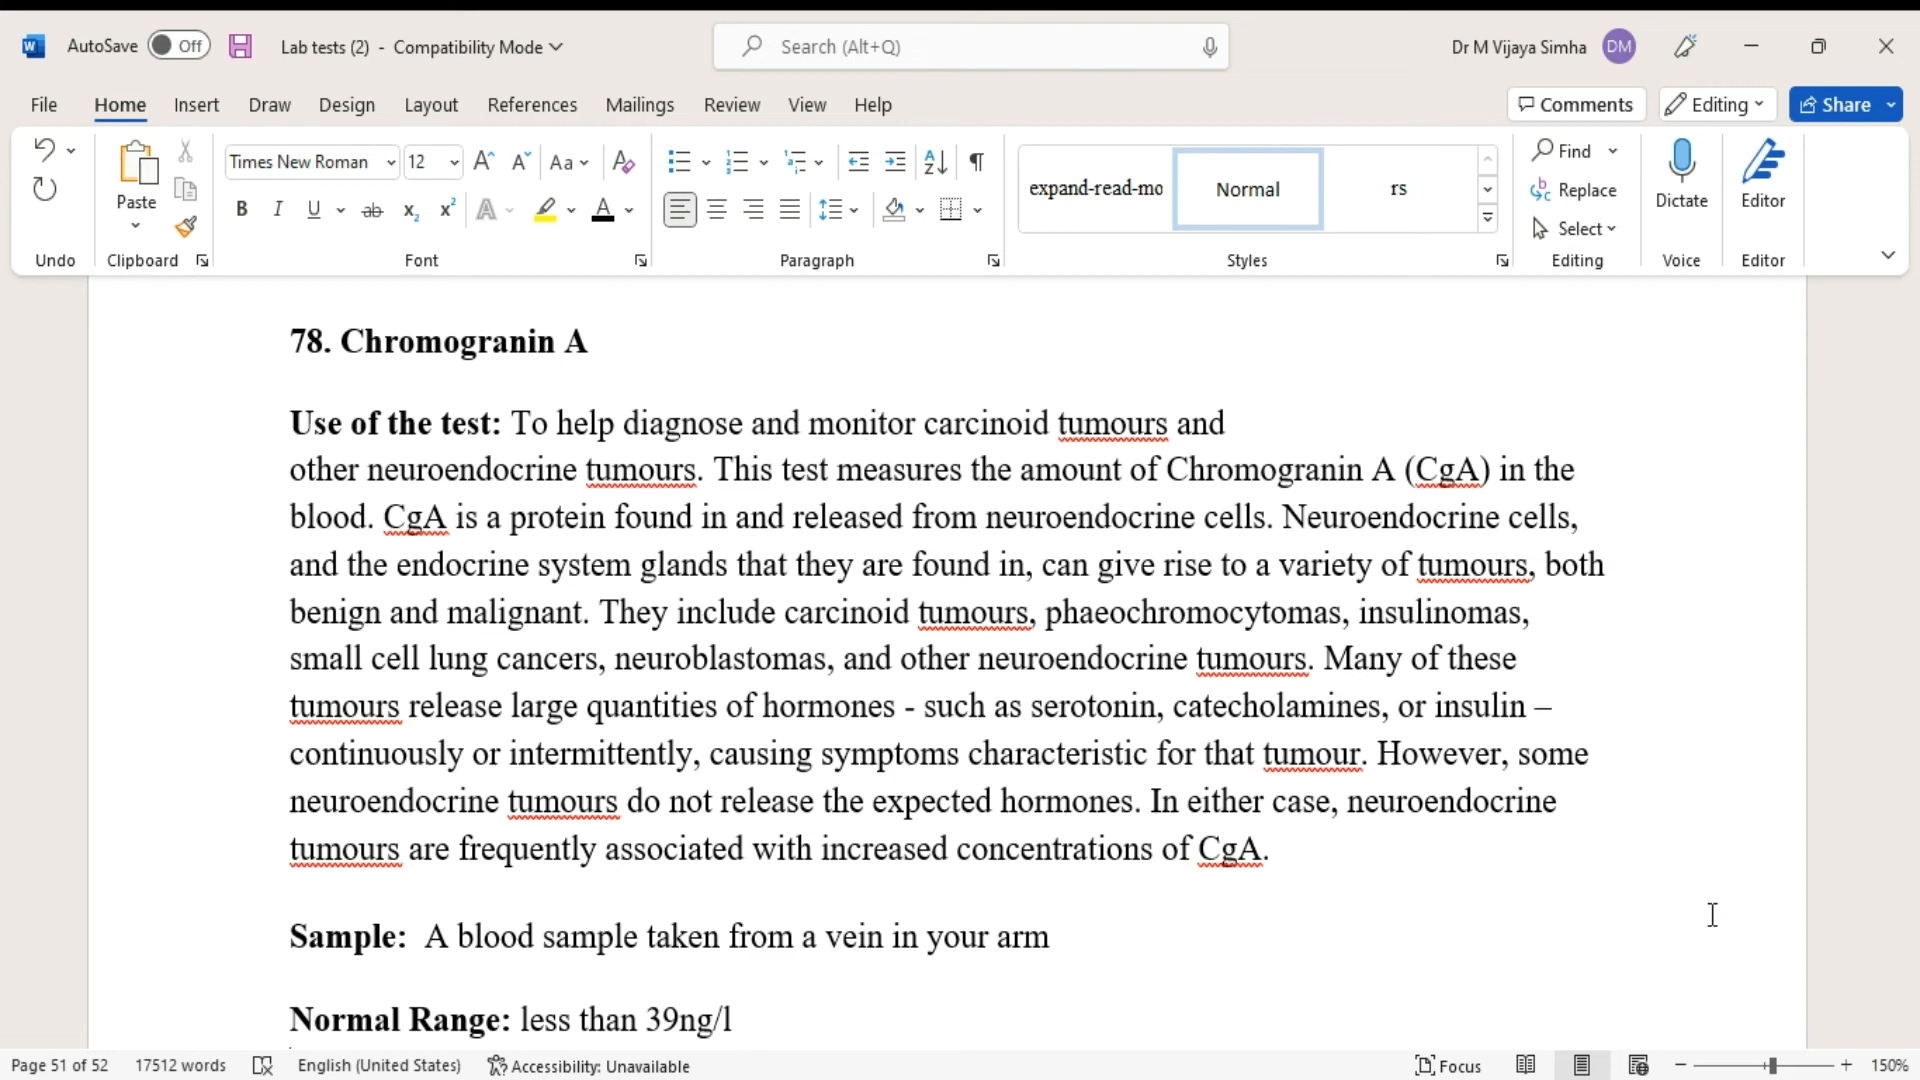 AutoSave Off Lab tests (2) - Compatibility Mode Search (Alt+Q) Dr M Vijaya Simha DM
File Home Insert Draw Design Layout References Mailings Review View Help Comments Editing Share
Times New Roman 12 Aa expand-read-mo Normal rs Find
Paste Replace Dictate Editor
Select
Undo Clipboard Font Paragraph Styles Editing Voice Editor
78. Chromogranin A
Use of the test: To help diagnose and monitor carcinoid tumours and
other neuroendocrine tumours. This test measures the amount of Chromogranin A (CgA) in the
blood. CgA is a protein found in and released from neuroendocrine cells. Neuroendocrine cells,
and the endocrine system glands that they are found in, can give rise to a variety of tumours, both
benign and malignant. They include carcinoid tumours, phaeochromocytomas, insulinomas,
small cell lung cancers, neuroblastomas, and other neuroendocrine tumours. Many of these
tumours release large quantities of hormones - such as serotonin, catecholamines, or insulin –
continuously or intermittently, causing symptoms characteristic for that tumour. However, some
neuroendocrine tumours do not release the expected hormones. In either case, neuroendocrine
tumours are frequently associated with increased concentrations of CgA.
Sample: A blood sample taken from a vein in your arm
Normal Range: less than 39ng/l
Page 51 of 52 17512 words English (United States) Accessibility: Unavailable Focus 150%